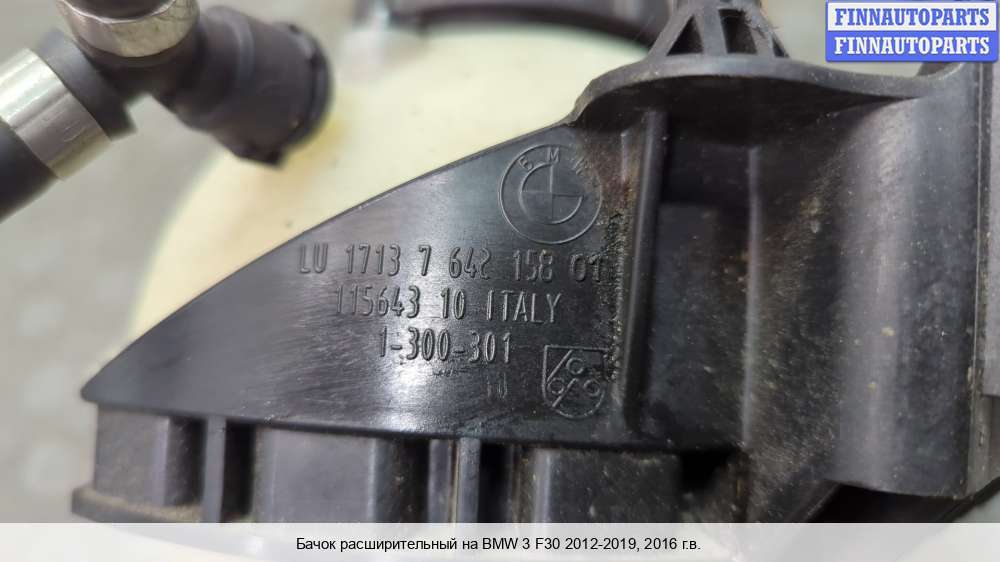 FINNAUTOPARTS
FINNAUTOPARTS
BMW
LU 1713 7 642 158 01
115643 10 ITALY
1-300-301
10
Бачок расширительный на BMW 3 F30 2012-2019, 2016 г.в.